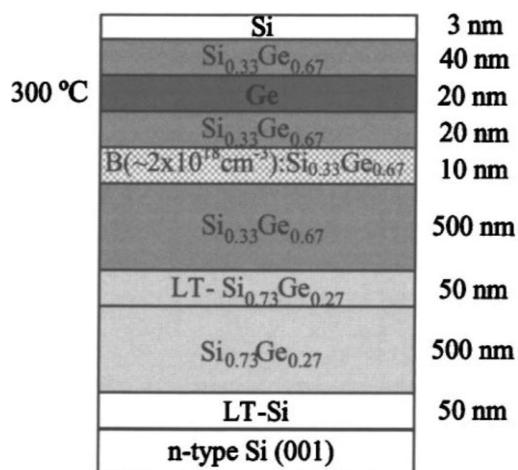 Si 3 nm
Si0.33Ge0.67 40 nm
300 ºC Ge 20 nm
Si0.33Ge0.67 20 nm
B(~2x10^18cm^-3):Si0.33Ge0.67 10 nm
Si0.33Ge0.67 500 nm
LT- Si0.73Ge0.27 50 nm
Si0.73Ge0.27 500 nm
LT-Si 50 nm
n-type Si (001)